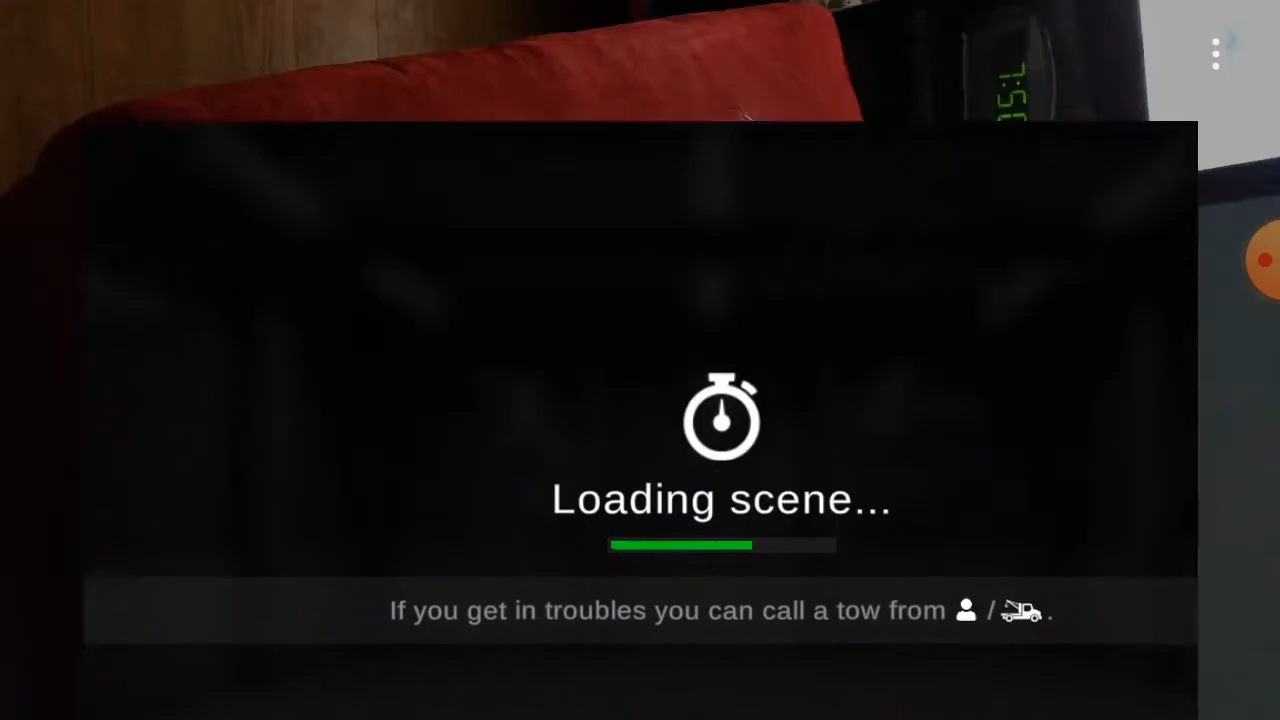 Loading scene...
If you get in troubles you can call a tow from / .